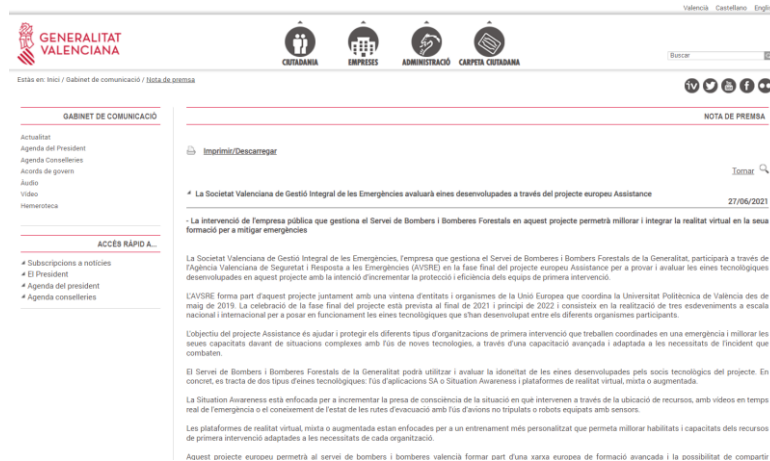 Valencià Castellano Englis
GENERALITAT
VALENCIANA
CIUTADANIA EMPRESES ADMINISTRACIÓ CARPETA CIUTADANA
Buscar
Estàs en: Inici / Gabinet de comunicació / Nota de premsa
GABINET DE COMUNICACIÓ
Actualitat
Agenda del President
Agenda Conselleries
Acords de govern
Àudio
Vídeo
Hemeroteca
ACCÉS RÀPID A...
Subscripcions a notícies
El President
Agenda del president
Agenda conselleries
NOTA DE PREMSA
Imprimir/Descarregar
Tornar
La Societat Valenciana de Gestió Integral de les Emergències avaluarà eines desenvolupades a través del projecte europeu Assistance
27/06/2021
- La intervenció de l'empresa pública que gestiona el Servei de Bombers i Bomberes Forestals en aquest projecte permetrà millorar i integrar la realitat virtual en la seua
formació per a mitigar emergències
La Societat Valenciana de Gestió Integral de les Emergències, l'empresa que gestiona el Servei de Bomberes i Bombers Forestals de la Generalitat, participarà a través de
l'Agència Valenciana de Seguretat i Resposta a les Emergències (AVSRE) en la fase final del projecte europeu Assistance per a provar i avaluar les eines tecnològiques
desenvolupades en aquest projecte amb la intenció d'incrementar la protecció i eficiència dels equips de primera intervenció.
L'AVSRE forma part d'aquest projecte juntament amb una vintena d'entitats i organismes de la Unió Europea que coordina la Universitat Politècnica de València des de
maig de 2019. La celebració de la fase final del projecte està prevista al final de 2021 i principi de 2022 i consisteix en la realització de tres esdeveniments a escala
nacional i internacional per a posar en funcionament les eines tecnològiques que s'han desenvolupat entre els diferents organismes participants.
L'objectiu del projecte Assistance és ajudar i protegir els diferents tipus d'organitzacions de primera intervenció que treballen coordinades en una emergència i millorar les
seues capacitats davant de situacions complexes amb l'ús de noves tecnologies, a través d'una capacitació avançada i adaptada a les necessitats de l'incident que
combaten.
El Servei de Bombers i Bombers Forestals de la Generalitat podrà utilitzar i avaluar la idoneïtat de les eines desenvolupades pels socis tecnològics del projecte. En
concret, es tracta de dos tipus d'eines tecnològiques: l'ús d'aplicacions SA o Situation Awareness i plataformes de realitat virtual, mixta o augmentada.
La Situation Awareness està enfocada per a incrementar la presa de consciència de la situació en què intervenen a través de la ubicació de recursos, amb vídeos en temps
real de l'emergència o el coneixement de l'estat de les rutes d'evacuació amb l'ús d'avions no tripulats o robots equipats amb sensors.
Les plataformes de realitat virtual, mixta o augmentada estan enfocades per a un entrenament més personalitzat que permeta millorar habilitats i capacitats dels recursos
de primera intervenció adaptades a les necessitats de cada organització.
Aquest projecte europeu permetrà al servei de bombers i bomberes valencià formar part d'una xarxa europea de formació avançada i la possibilitat de compartir